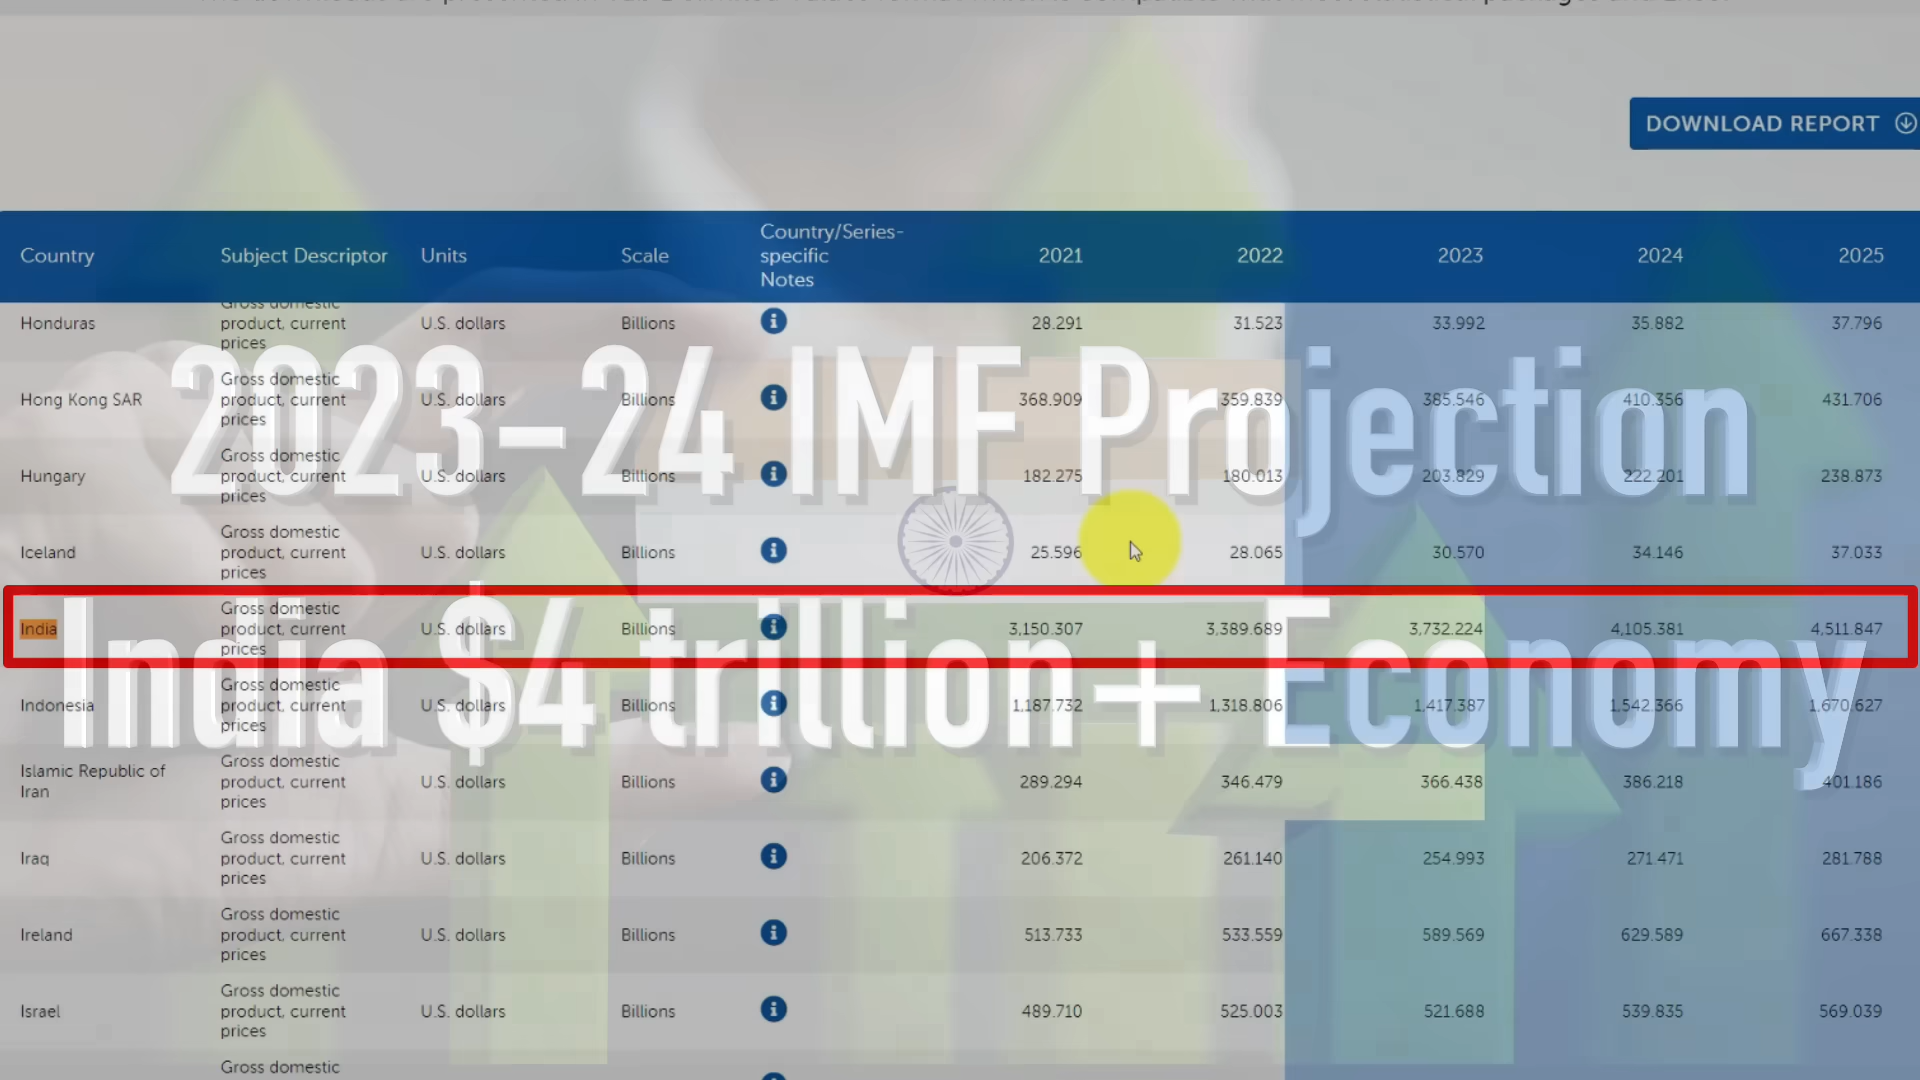 DOWNLOAD REPORT
Country Subject Descriptor Units Scale Country/Series-specific Notes 2021 2022 2023 2024 2025
Honduras Gross domestic product, current prices U.S. dollars Billions 28.291 31.523 33.992 35.882 37.796
2023-24 IMF Projection
Hong Kong SAR Gross domestic product, current prices U.S. dollars Billions 368.909 359.839 385.546 410.356 431.706
Hungary Gross domestic product, current prices U.S. dollars Billions 182.275 180.013 203.829 222.201 238.873
Iceland Gross domestic product, current prices U.S. dollars Billions 25.596 28.065 30.570 34.146 37.033
India Gross domestic product, current prices U.S. dollars Billions 3,150.307 3,389.689 3,732.224 4,105.381 4,511.847
India $4 trillion+ Economy
Indonesia Gross domestic product, current prices U.S. dollars Billions 1,187.732 1,318.806 1,417.387 1,542.366 1,670.627
Islamic Republic of Iran Gross domestic product, current prices U.S. dollars Billions 289.294 346.479 366.438 386.218 401.186
Iraq Gross domestic product, current prices U.S. dollars Billions 206.372 261.140 254.993 271.471 281.788
Ireland Gross domestic product, current prices U.S. dollars Billions 513.733 533.559 589.569 629.589 667.338
Israel Gross domestic product, current prices U.S. dollars Billions 489.710 525.003 521.688 539.835 569.039
Gross domestic